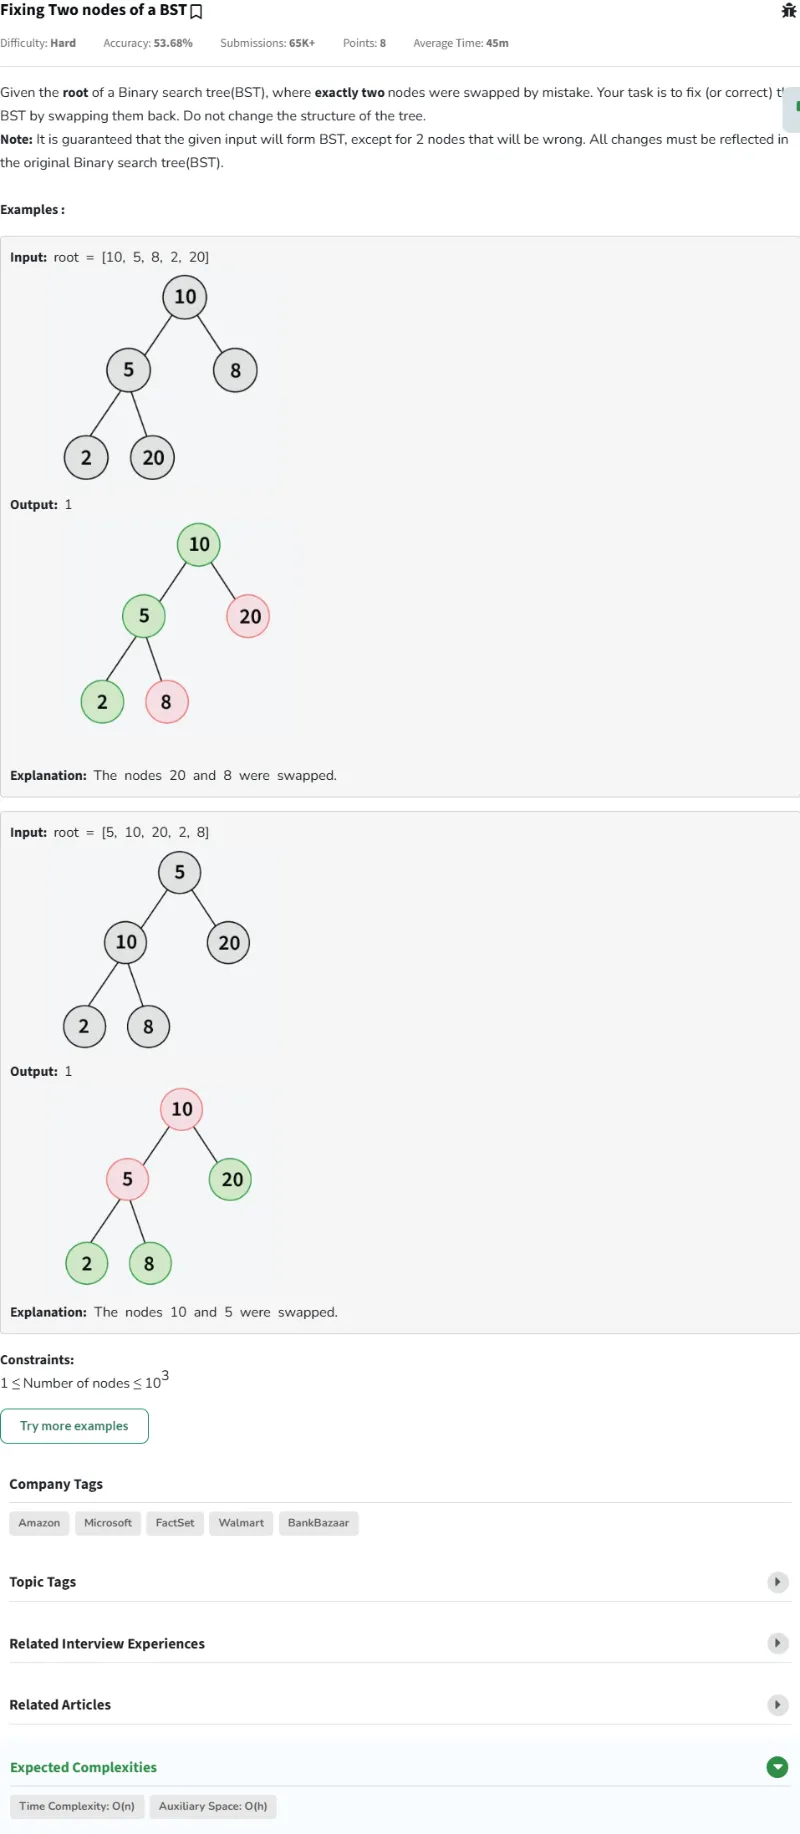 Fixing Two nodes of a BST
Difficulty: Hard Accuracy: 53.68% Submissions: 65K+ Points: 8 Average Time: 45m
Given the root of a Binary search tree(BST), where exactly two nodes were swapped by mistake. Your task is to fix (or correct)
BST by swapping them back. Do not change the structure of the tree.
Note: It is guaranteed that the given input will form BST, except for 2 nodes that will be wrong. All changes must be reflected in
the original Binary search tree(BST).
Examples :
Input: root = [10, 5, 8, 2, 20]
10
5 8
2 20
Output: 1
10
5 20
2 8
Explanation: The nodes 20 and 8 were swapped.
Input: root = [5, 10, 20, 2, 8]
5
10 20
2 8
Output: 1
10
5 20
2 8
Explanation: The nodes 10 and 5 were swapped.
Constraints:
1 ≤ Number of nodes ≤ 10³
Try more examples
Company Tags
Amazon Microsoft FactSet Walmart BankBazaar
Topic Tags
Related Interview Experiences
Related Articles
Expected Complexities
Time Complexity: O(n) Auxiliary Space: O(h)